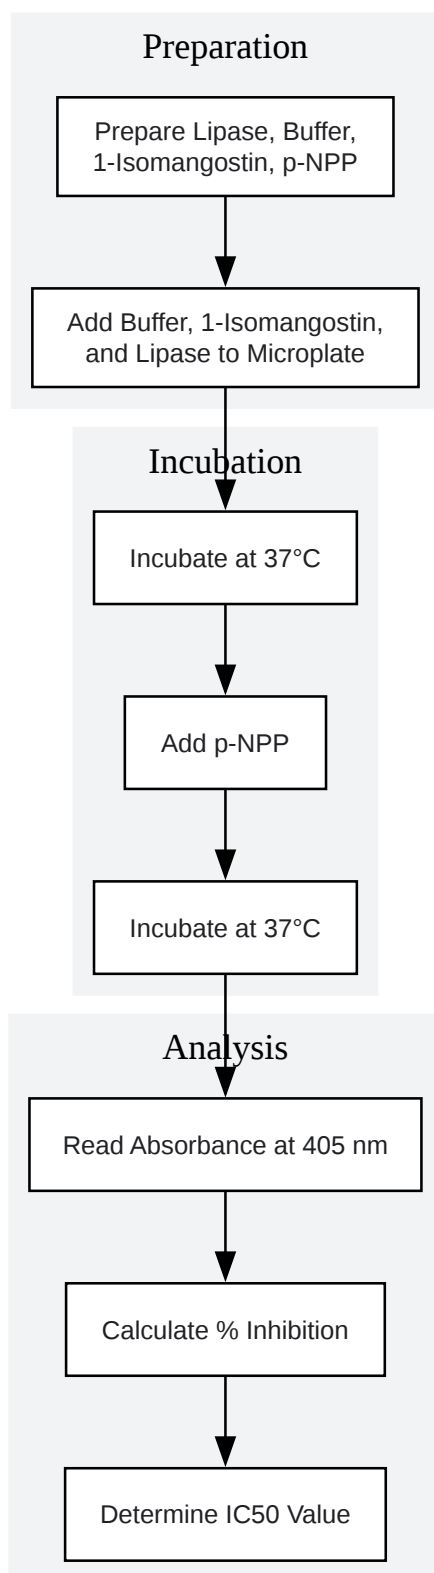 Preparation
Prepare Lipase, Buffer,
1-Isomangostin, p-NPP
Add Buffer, 1-Isomangostin,
and Lipase to Microplate
Incubation
Incubate at 37°C
Add p-NPP
Incubate at 37°C
Analysis
Read Absorbance at 405 nm
Calculate % Inhibition
Determine IC50 Value